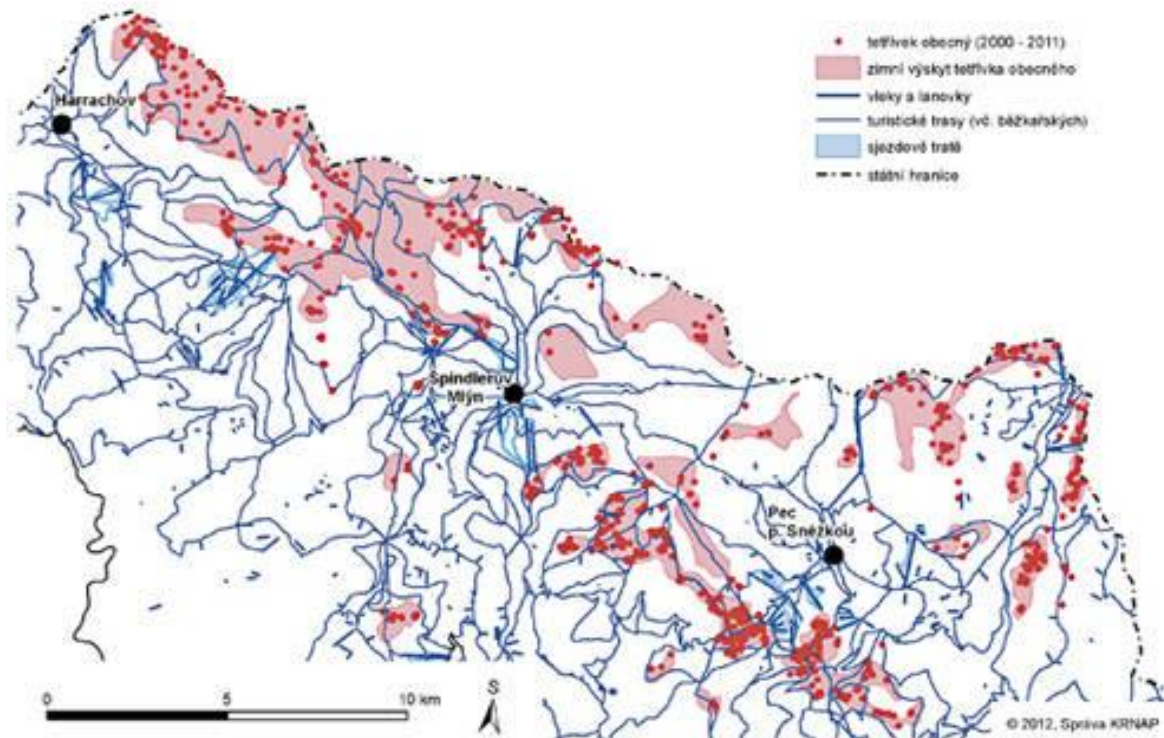 tetřívek obecný (2000 - 2011)
zimní výskyt tetřívka obecného
vleky a lanovky
turistické trasy (vč. běžkařských)
sjezdové tratě
státní hranice
Harrachov
Špindlerův
Mlýn
Pec
p. Sněžkou
0 5 10 km
S
© 2012, Správa KRNAP